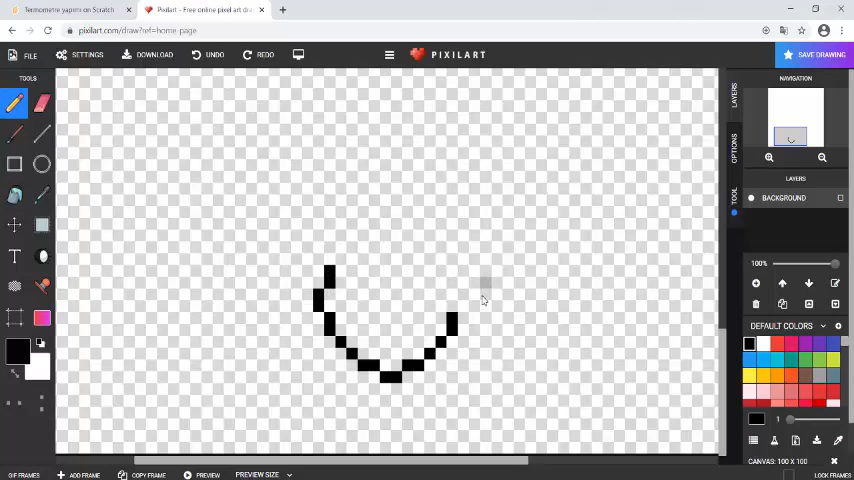 Termometre yapımı on Scratch
Pixilart - Free online pixel art dra
pixilart.com/draw?ref=home-page
FILE
SETTINGS
DOWNLOAD
UNDO
REDO
PIXILART
SAVE DRAWING
TOOLS
NAVIGATION
LAYERS
OPTIONS
TOOL
LAYERS
BACKGROUND
100%
DEFAULT COLORS
1
CANVAS: 100 X 100
GIF FRAMES
ADD FRAME
COPY FRAME
PREVIEW
PREVIEW SIZE
LOCK FRAMES